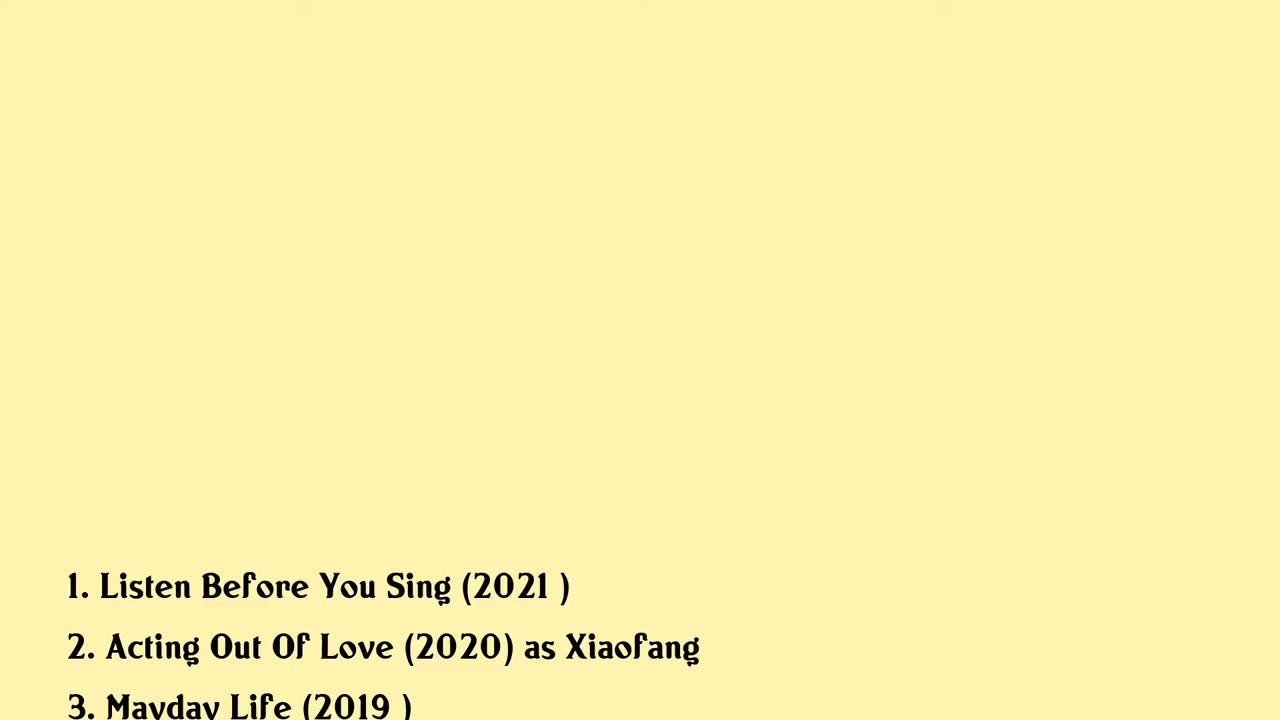 1. Listen Before You Sing (2021 )
2. Acting Out Of Love (2020) as Xiaofang
3. Mayday Life (2019 )